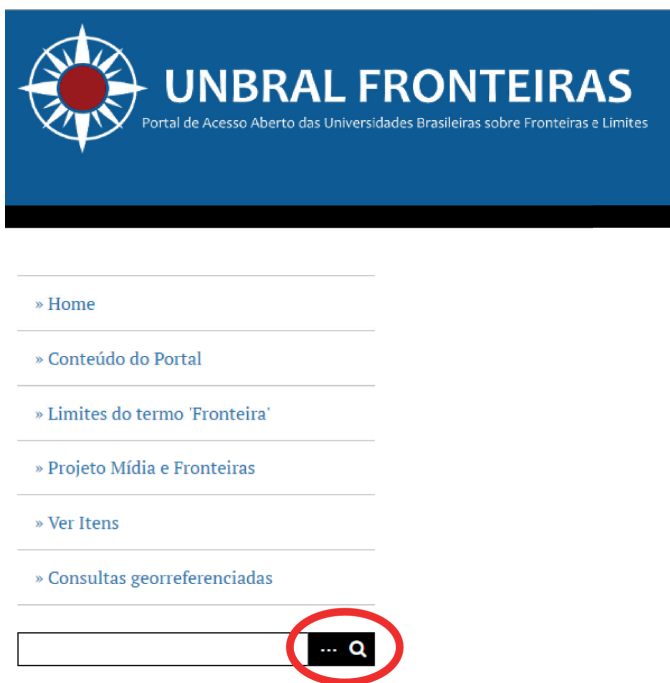 UNBRAL FRONTEIRAS
Portal de Acesso Aberto das Universidades Brasileiras sobre Fronteiras e Limites
» Home
» Conteúdo do Portal
» Limites do termo 'Fronteira'
» Projeto Mídia e Fronteiras
» Ver Itens
» Consultas georreferenciadas
...